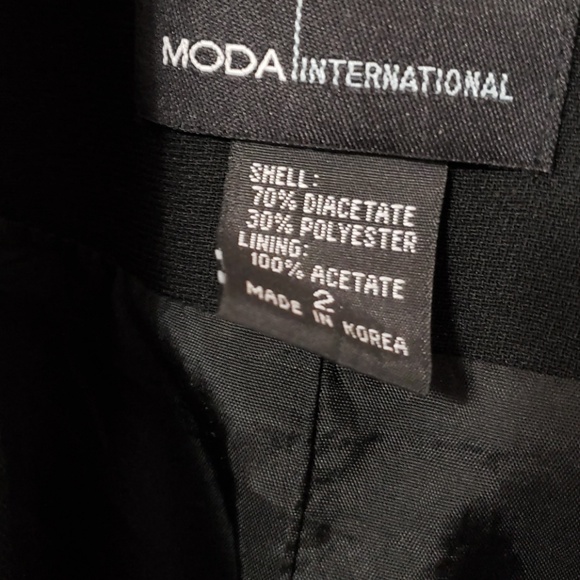 MODA INTERNATIONAL
SHELL:
70% DIACETATE
30% POLYESTER
LINING:
100% ACETATE
2
MADE IN KOREA